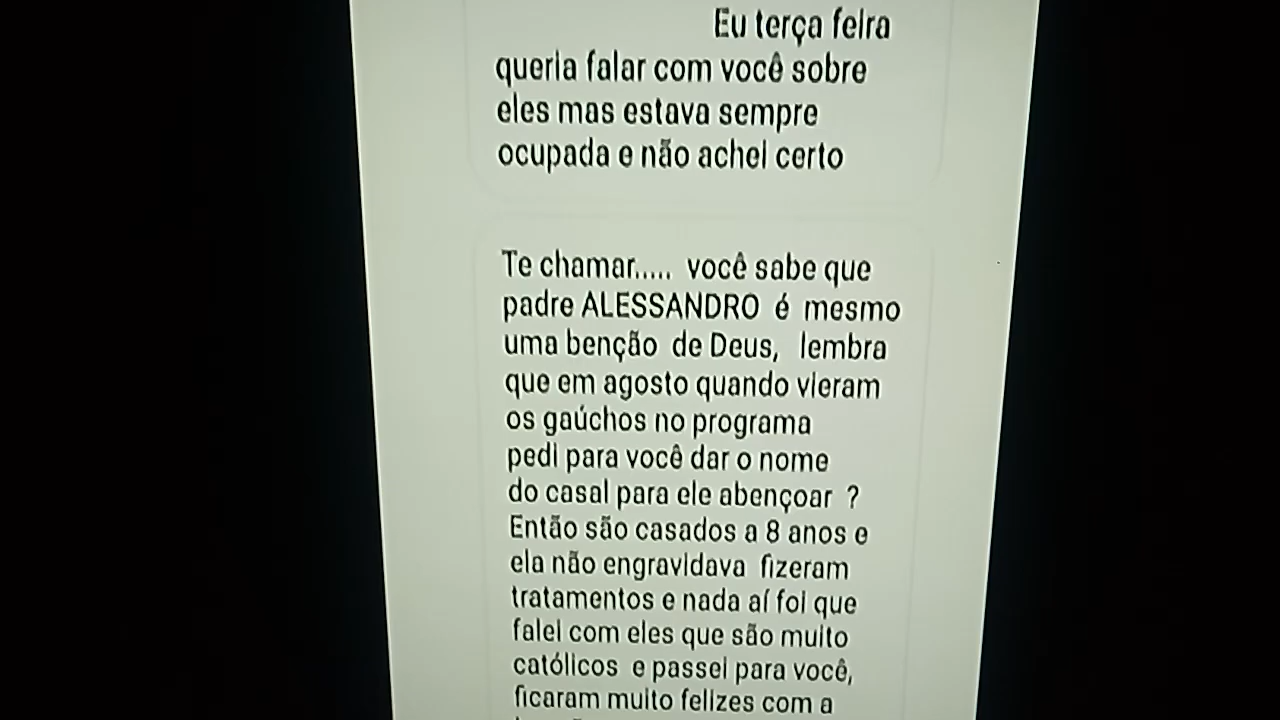 Eu terça feira
queria falar com você sobre
eles mas estava sempre
ocupada e não achei certo
Te chamar..... você sabe que
padre ALESSANDRO é mesmo
uma benção de Deus, lembra
que em agosto quando vieram
os gaúchos no programa
pedi para você dar o nome
do casal para ele abençoar ?
Então são casados a 8 anos e
ela não engravidava fizeram
tratamentos e nada aí foi que
falei com eles que são muito
católicos e passei para você,
ficaram muito felizes com a